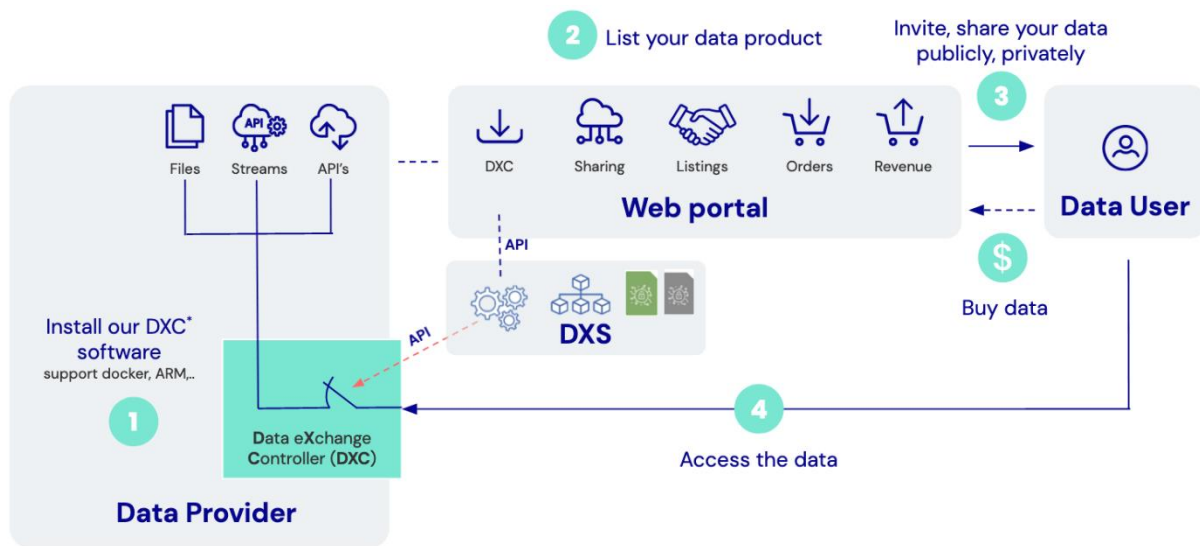 2 List your data product
Invite, share your data
publicly, privately
3
Files Streams API's
API
DXC Sharing Listings Orders Revenue
Web portal
Data User
API
$
Buy data
DXS
API
Install our DXC*
software
support docker, ARM,..
1
4
Access the data
Data eXchange
Controller (DXC)
Data Provider